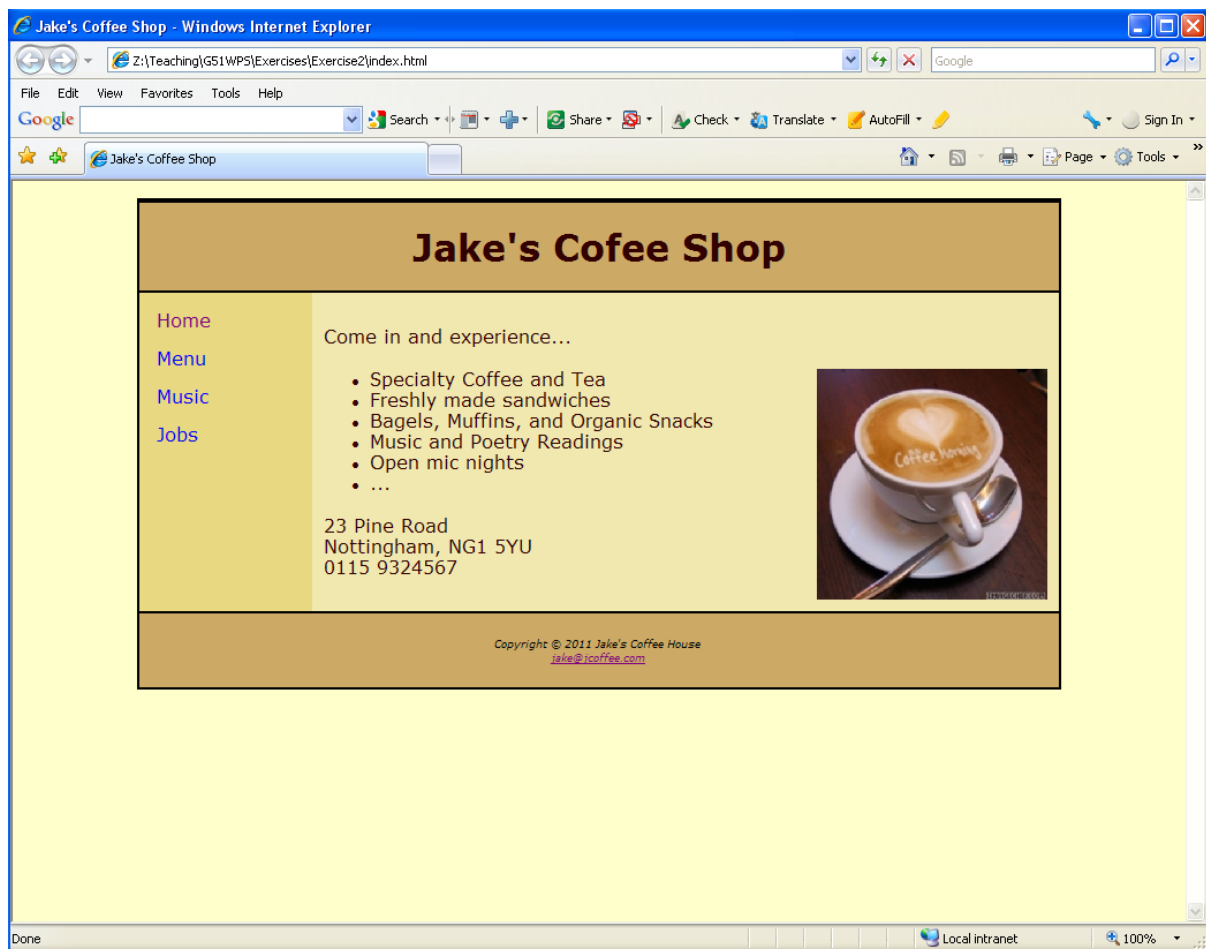 Jake's Coffee Shop - Windows Internet Explorer
Z:\Teaching\G51WPS\Exercises\Exercise2\index.html
Google
File Edit View Favorites Tools Help
Google Search Share Check Translate AutoFill Sign In
Jake's Coffee Shop Page Tools
Jake's Cofee Shop
Home
Menu
Music
Jobs
Come in and experience...
• Specialty Coffee and Tea
• Freshly made sandwiches
• Bagels, Muffins, and Organic Snacks
• Music and Poetry Readings
• Open mic nights
• ...
Coffee Morning
23 Pine Road
Nottingham, NG1 5YU
0115 9324567
Copyright © 2011 Jake's Coffee House
jake@jcoffee.com
Done Local intranet 100%